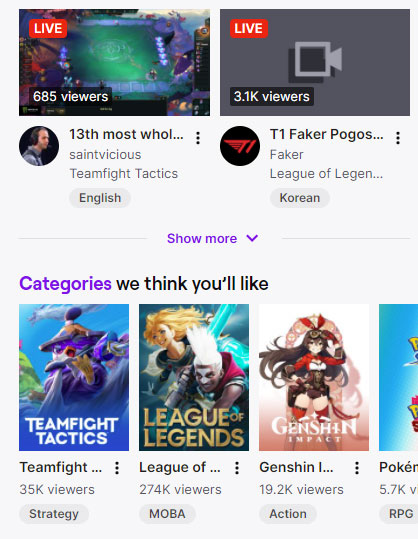 LIVE
LIVE
685 viewers
3.1K viewers
13th most whol...
T1 Faker Pogos...
saintvicious
Faker
Teamfight Tactics
League of Legen...
English
Korean
Show more
Categories we think you'll like
TEAMFIGHT
TACTICS
LEAGUE OF
LEGENDS
GENSHIN
IMPACT
Teamfight ...
League of ...
Genshin I...
Pokém
35K viewers
274K viewers
19.2K viewers
5.7K v
Strategy
MOBA
Action
RPG